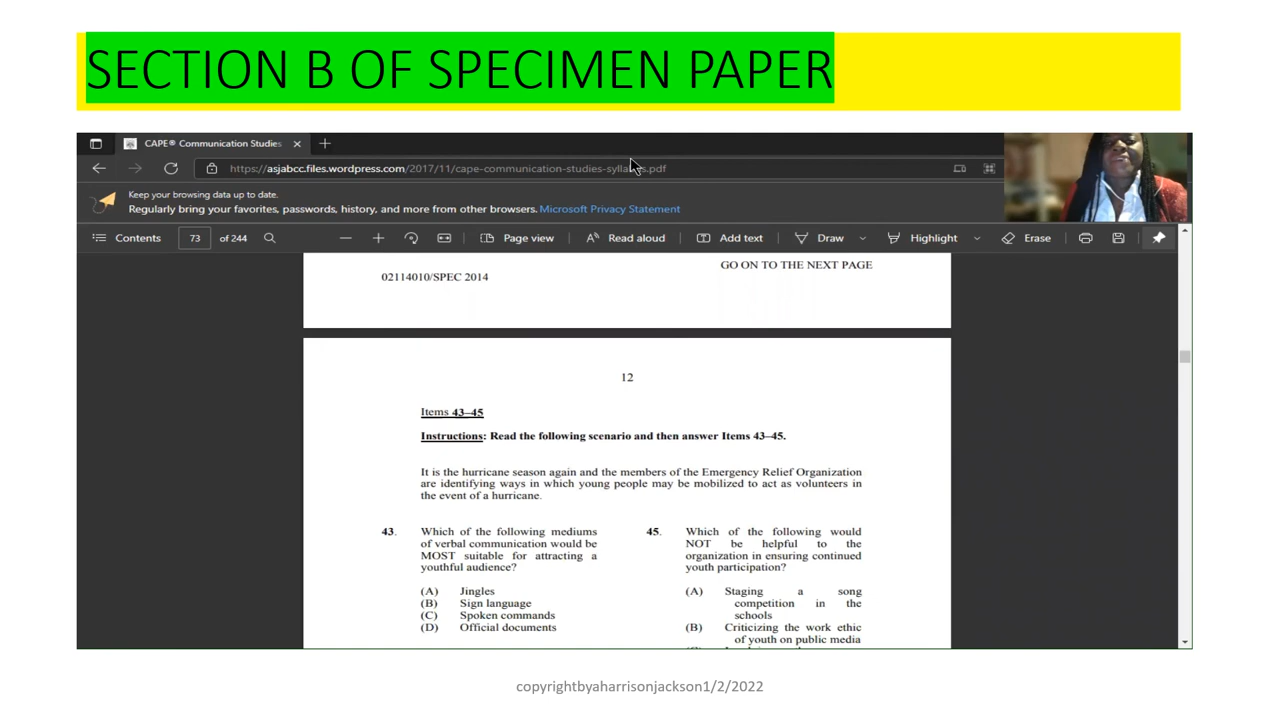 SECTION B OF SPECIMEN PAPER
CAPE® Communication Studies
https://asjabcc.files.wordpress.com/2017/11/cape-communication-studies-syllabus.pdf
Keep your browsing data up to date.
Regularly bring your favorites, passwords, history, and more from other browsers. Microsoft Privacy Statement
Contents 73 of 244 Page view Read aloud Add text Draw Highlight Erase
GO ON TO THE NEXT PAGE
02114010/SPEC 2014
12
Items 43–45
Instructions: Read the following scenario and then answer Items 43–45.
It is the hurricane season again and the members of the Emergency Relief Organization
are identifying ways in which young people may be mobilized to act as volunteers in
the event of a hurricane.
43. Which of the following mediums
of verbal communication would be
MOST suitable for attracting a
youthful audience?
(A) Jingles
(B) Sign language
(C) Spoken commands
(D) Official documents
45. Which of the following would
NOT be helpful to the
organization in ensuring continued
youth participation?
(A) Staging a song
competition in the
schools
(B) Criticizing the work ethic
of youth on public media
copyrightbyaharrisonjackson1/2/2022